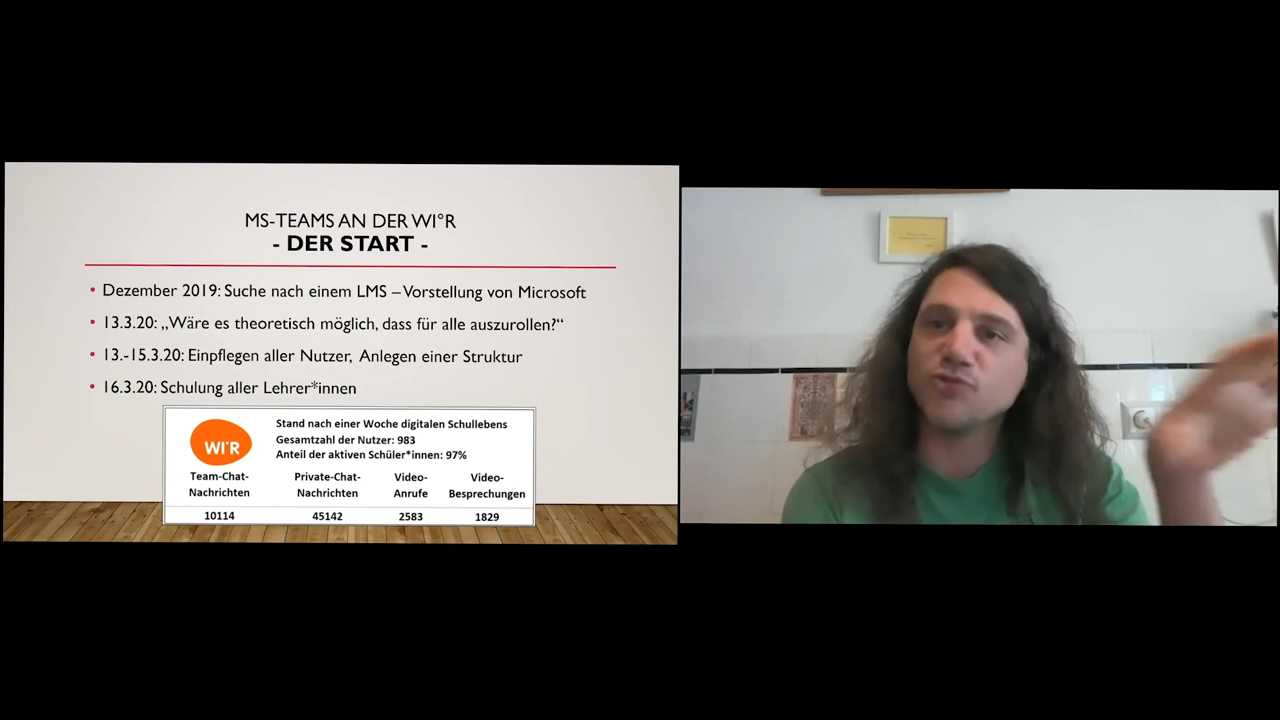 MS-TEAMS AN DER WI°R
- DER START -
• Dezember 2019: Suche nach einem LMS – Vorstellung von Microsoft
• 13.3.20: „Wäre es theoretisch möglich, dass für alle auszurollen?“
• 13.-15.3.20: Einpflegen aller Nutzer, Anlegen einer Struktur
• 16.3.20: Schulung aller Lehrer*innen
WI°R
Stand nach einer Woche digitalen Schullebens
Gesamtzahl der Nutzer: 983
Anteil der aktiven Schüler*innen: 97%
Team-Chat-Nachrichten Private-Chat-Nachrichten Video-Anrufe Video-Besprechungen
10114 45142 2583 1829